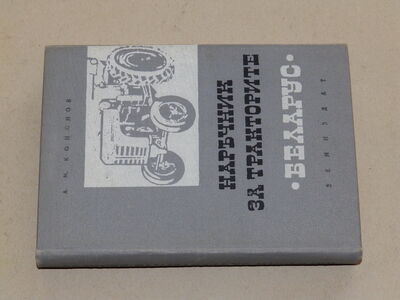 А. М. КОНОНОВ
НАРЪЧНИК
ЗА ТРАКТОРИТЕ
·БЕЛАРУС·
ЗЕМИЗДАТ